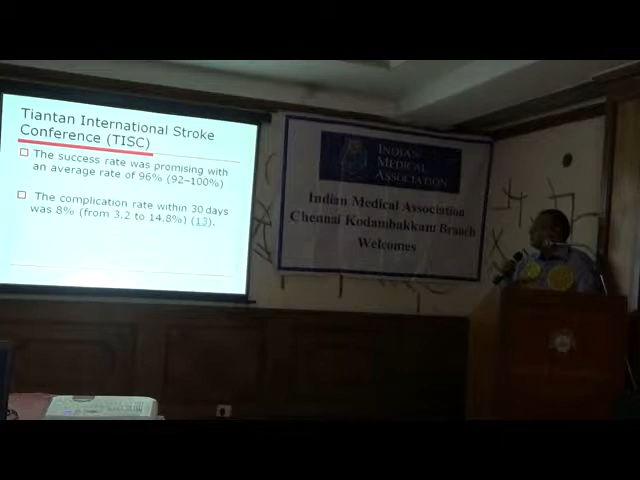 Tiantan International Stroke
Conference (TISC)
The success rate was promising with
an average rate of 96% (92–100%)
The complication rate within 30 days
was 8% (from 3.2 to 14.8%) (13).
INDIAN
MEDICAL
ASSOCIATION
Indian Medical Association
Chennai Kodambakkam Branch
Welcomes